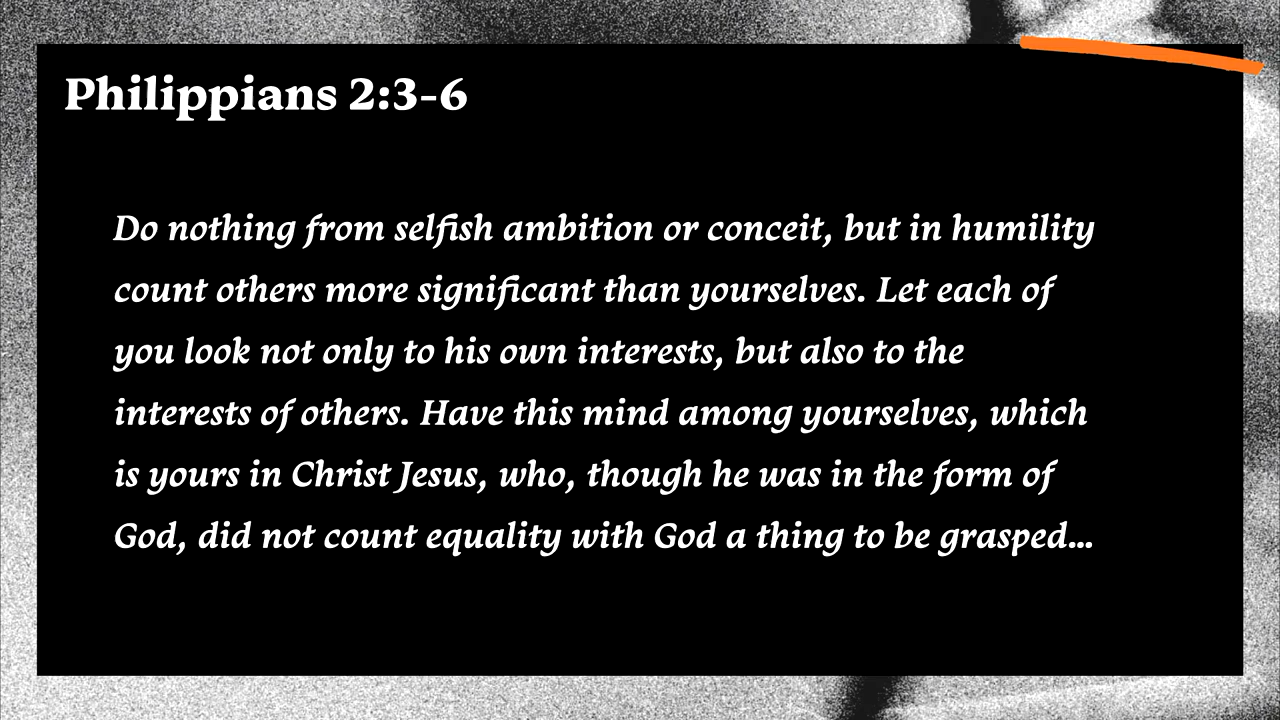 Philippians 2:3-6
Do nothing from selfish ambition or conceit, but in humility
count others more significant than yourselves. Let each of
you look not only to his own interests, but also to the
interests of others. Have this mind among yourselves, which
is yours in Christ Jesus, who, though he was in the form of
God, did not count equality with God a thing to be grasped...